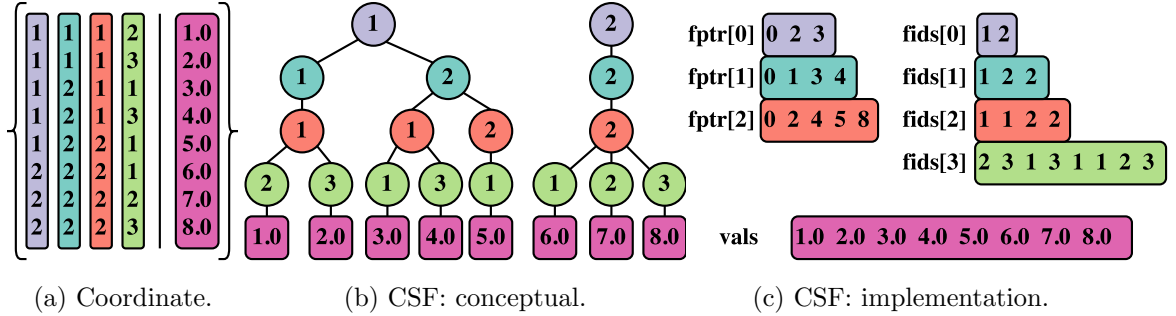 1 1 1 2 1.0
1 1 1 3 2.0
1 2 1 1 3.0
1 2 1 3 4.0
1 2 2 1 5.0
2 2 2 1 6.0
2 2 2 2 7.0
2 2 2 3 8.0
(a) Coordinate.
1 2
1 2 2
1 1 2 2
2 3 1 3 1 1 2 3
1.0 2.0 3.0 4.0 5.0 6.0 7.0 8.0
(b) CSF: conceptual.
fptr[0] 0 2 3
fptr[1] 0 1 3 4
fptr[2] 0 2 4 5 8
fids[0] 1 2
fids[1] 1 2 2
fids[2] 1 1 2 2
fids[3] 2 3 1 3 1 1 2 3
vals 1.0 2.0 3.0 4.0 5.0 6.0 7.0 8.0
(c) CSF: implementation.